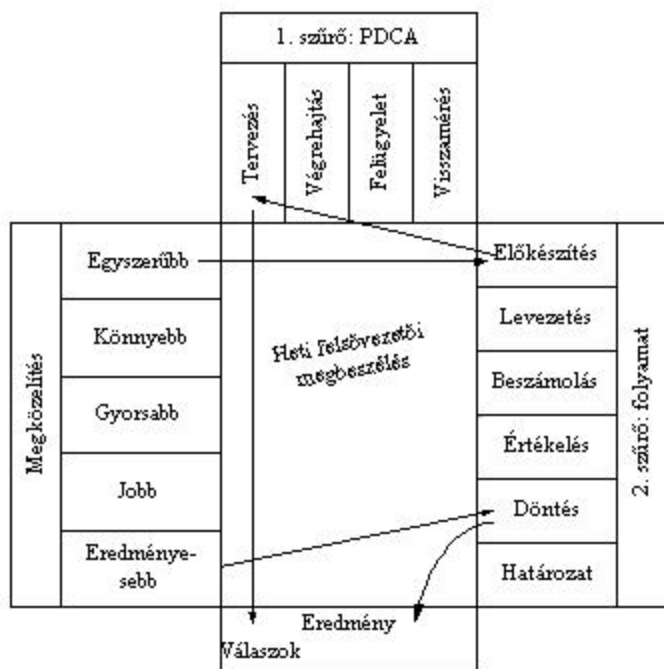 1. szűrő: PDCA
Tervezés
Végrehajtás
Felügyelet
Visszamérés
Megközelítés
Egyszerűbb
Könnyebb
Gyorsabb
Jobb
Eredménye-
sebb
Heti felsővezetői
megbeszélés
Előkészítés
Levezetés
Beszámolás
Értékelés
Döntés
Határozat
2. szűrő: folyamat
Eredmény
Válaszok